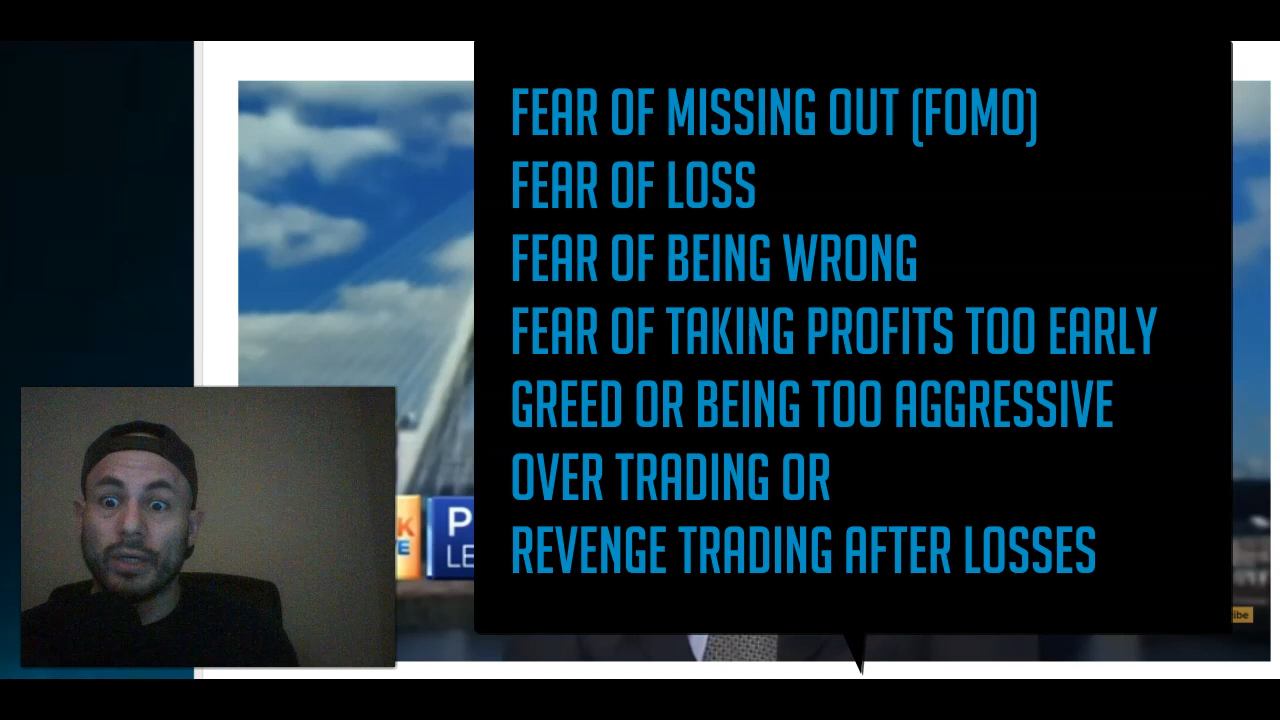 FEAR OF MISSING OUT (FOMO)
FEAR OF LOSS
FEAR OF BEING WRONG
FEAR OF TAKING PROFITS TOO EARLY
GREED OR BEING TOO AGGRESSIVE
OVER TRADING OR
REVENGE TRADING AFTER LOSSES